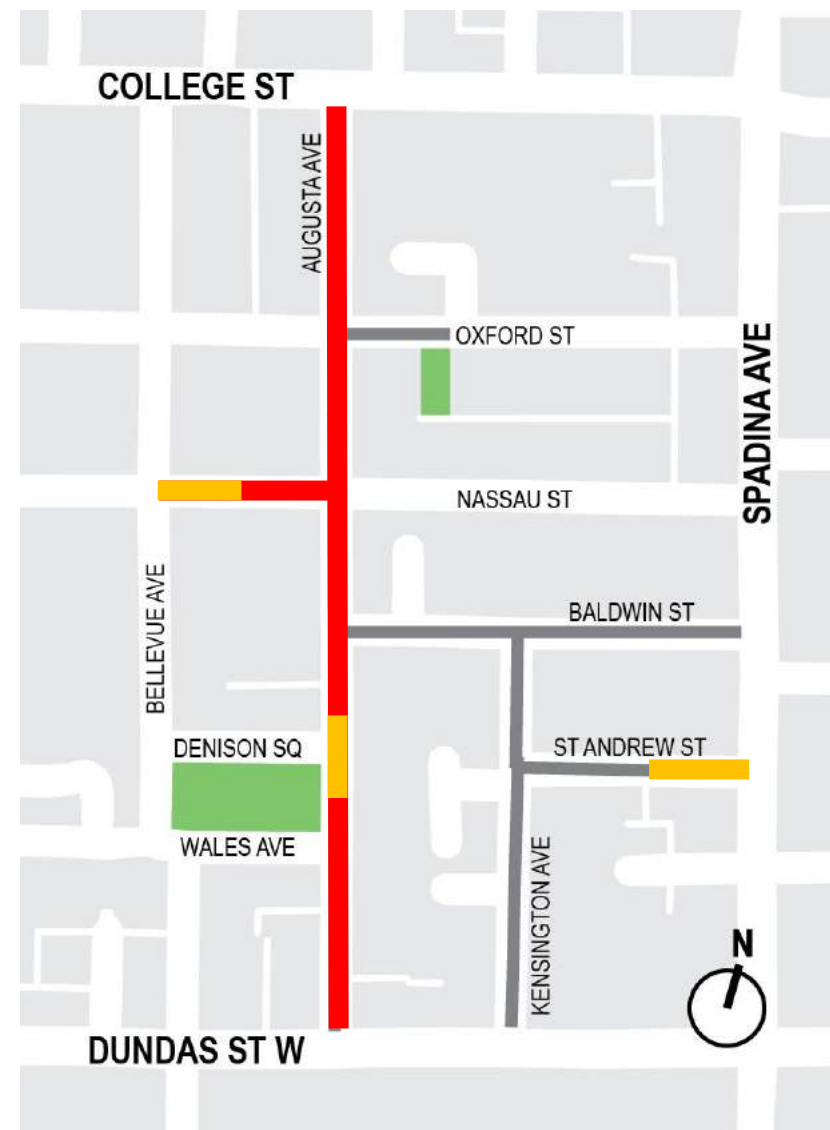 COLLEGE ST
AUGUSTA AVE
OXFORD ST
SPADINA AVE
NASSAU ST
BELLEVUE AVE
BALDWIN ST
DENISON SQ
ST ANDREW ST
WALES AVE
KENSINGTON AVE
N
DUNDAS ST W